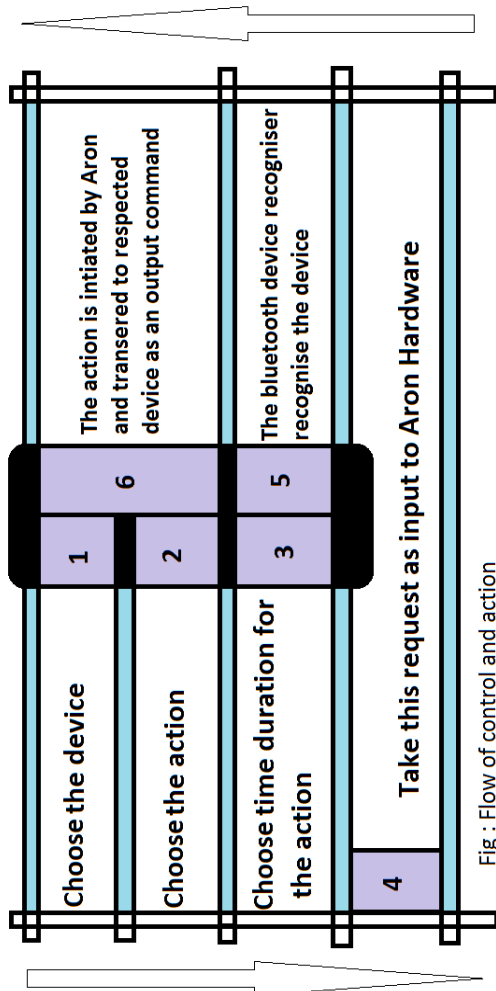 Choose the device
1
Choose the action
2
Choose time duration for
the action
3
4
Take this request as input to Aron Hardware
5
The bluetooth device recogniser
recognise the device
6
The action is intiated by Aron
and transered to respected
device as an output command
Fig : Flow of control and action